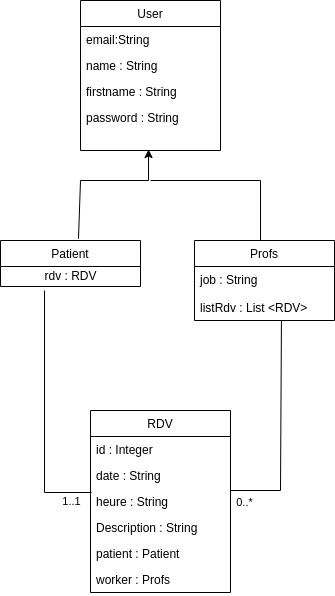 User
email:String
name : String
firstname : String
password : String
Patient
rdv : RDV
Profs
job : String
listRdv : List <RDV>
RDV
id : Integer
date : String
heure : String
Description : String
patient : Patient
worker : Profs
1..1
0..*